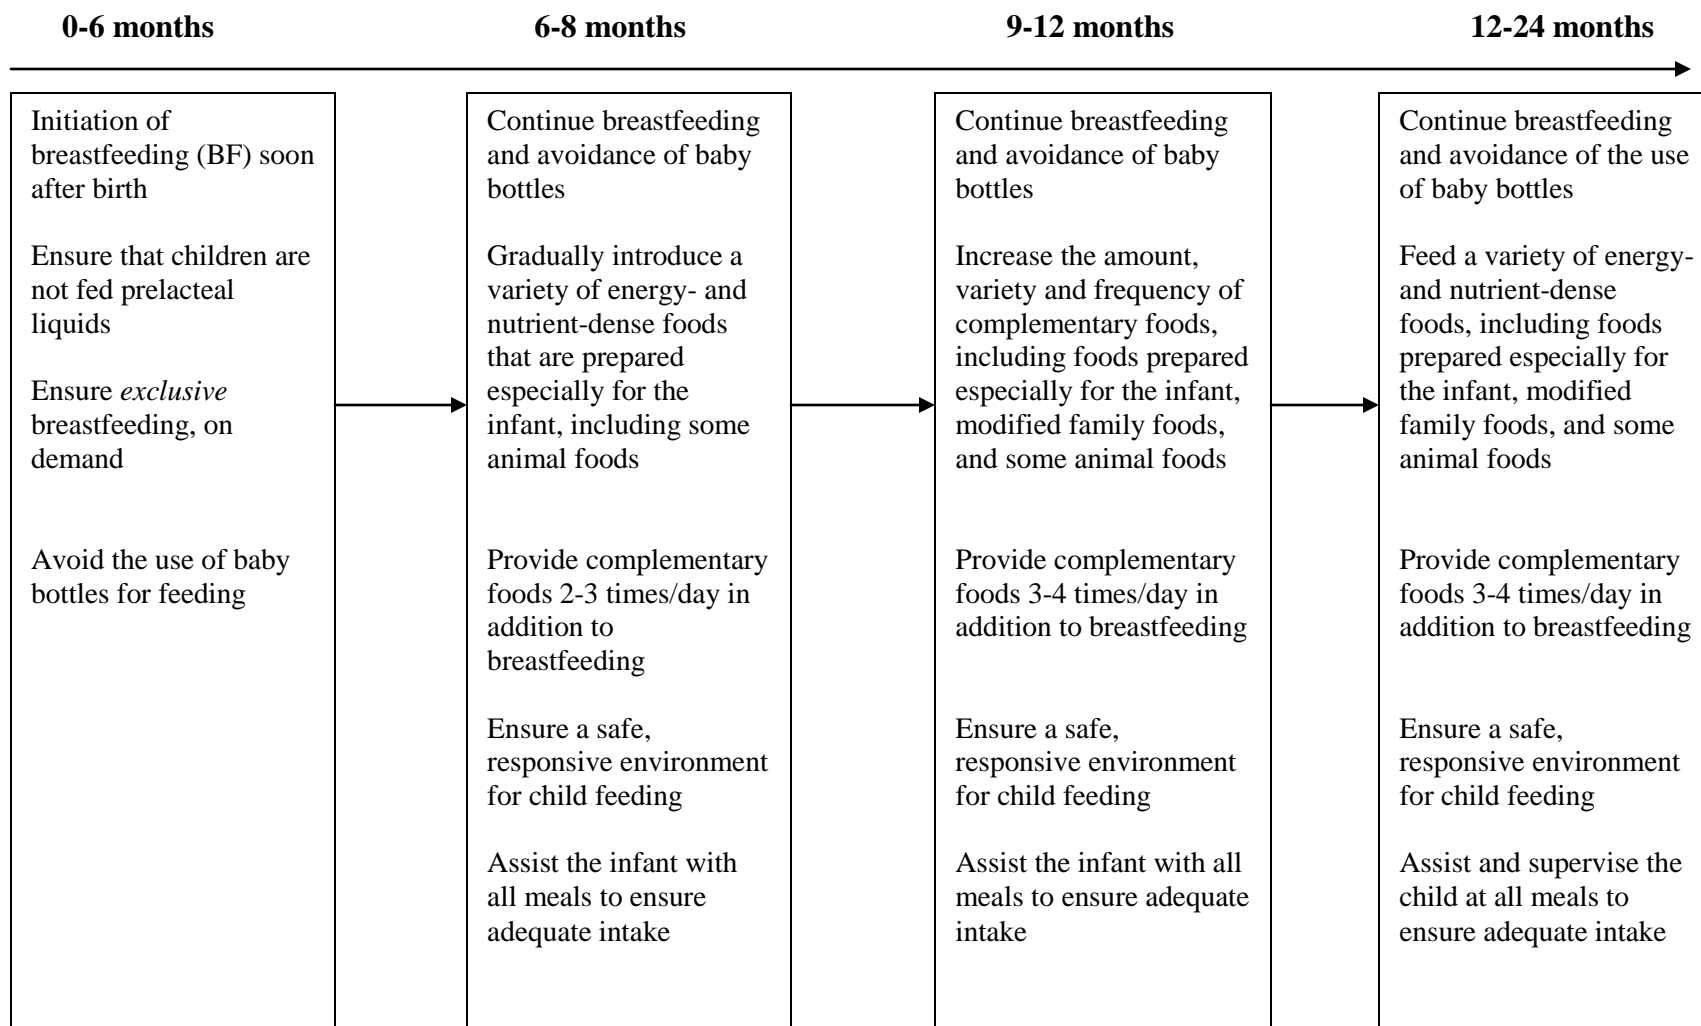 0-6 months
6-8 months
9-12 months
12-24 months
Initiation of
breastfeeding (BF) soon
after birth
Ensure that children are
not fed prelacteal
liquids
Ensure exclusive
breastfeeding, on
demand
Avoid the use of baby
bottles for feeding
Continue breastfeeding
and avoidance of baby
bottles
Gradually introduce a
variety of energy- and
nutrient-dense foods
that are prepared
especially for the
infant, including some
animal foods
Provide complementary
foods 2-3 times/day in
addition to
breastfeeding
Ensure a safe,
responsive environment
for child feeding
Assist the infant with
all meals to ensure
adequate intake
Continue breastfeeding
and avoidance of baby
bottles
Increase the amount,
variety and frequency of
complementary foods,
including foods prepared
especially for the infant,
modified family foods,
and some animal foods
Provide complementary
foods 3-4 times/day in
addition to breastfeeding
Ensure a safe,
responsive environment
for child feeding
Assist the infant with all
meals to ensure adequate
intake
Continue breastfeeding
and avoidance of the use
of baby bottles
Feed a variety of energy-
and nutrient-dense
foods, including foods
prepared especially for
the infant, modified
family foods, and some
animal foods
Provide complementary
foods 3-4 times/day in
addition to breastfeeding
Ensure a safe,
responsive environment
for child feeding
Assist and supervise the
child at all meals to
ensure adequate intake